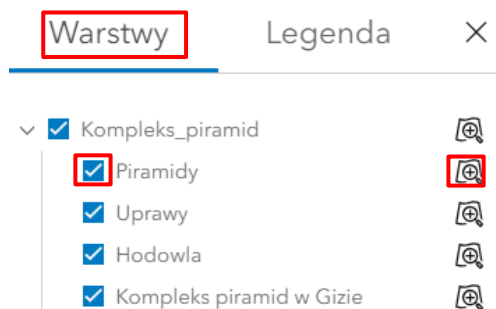 Warstwy Legenda
Kompleks_piramid
Piramidy
Uprawy
Hodowla
Kompleks piramid w Gizie